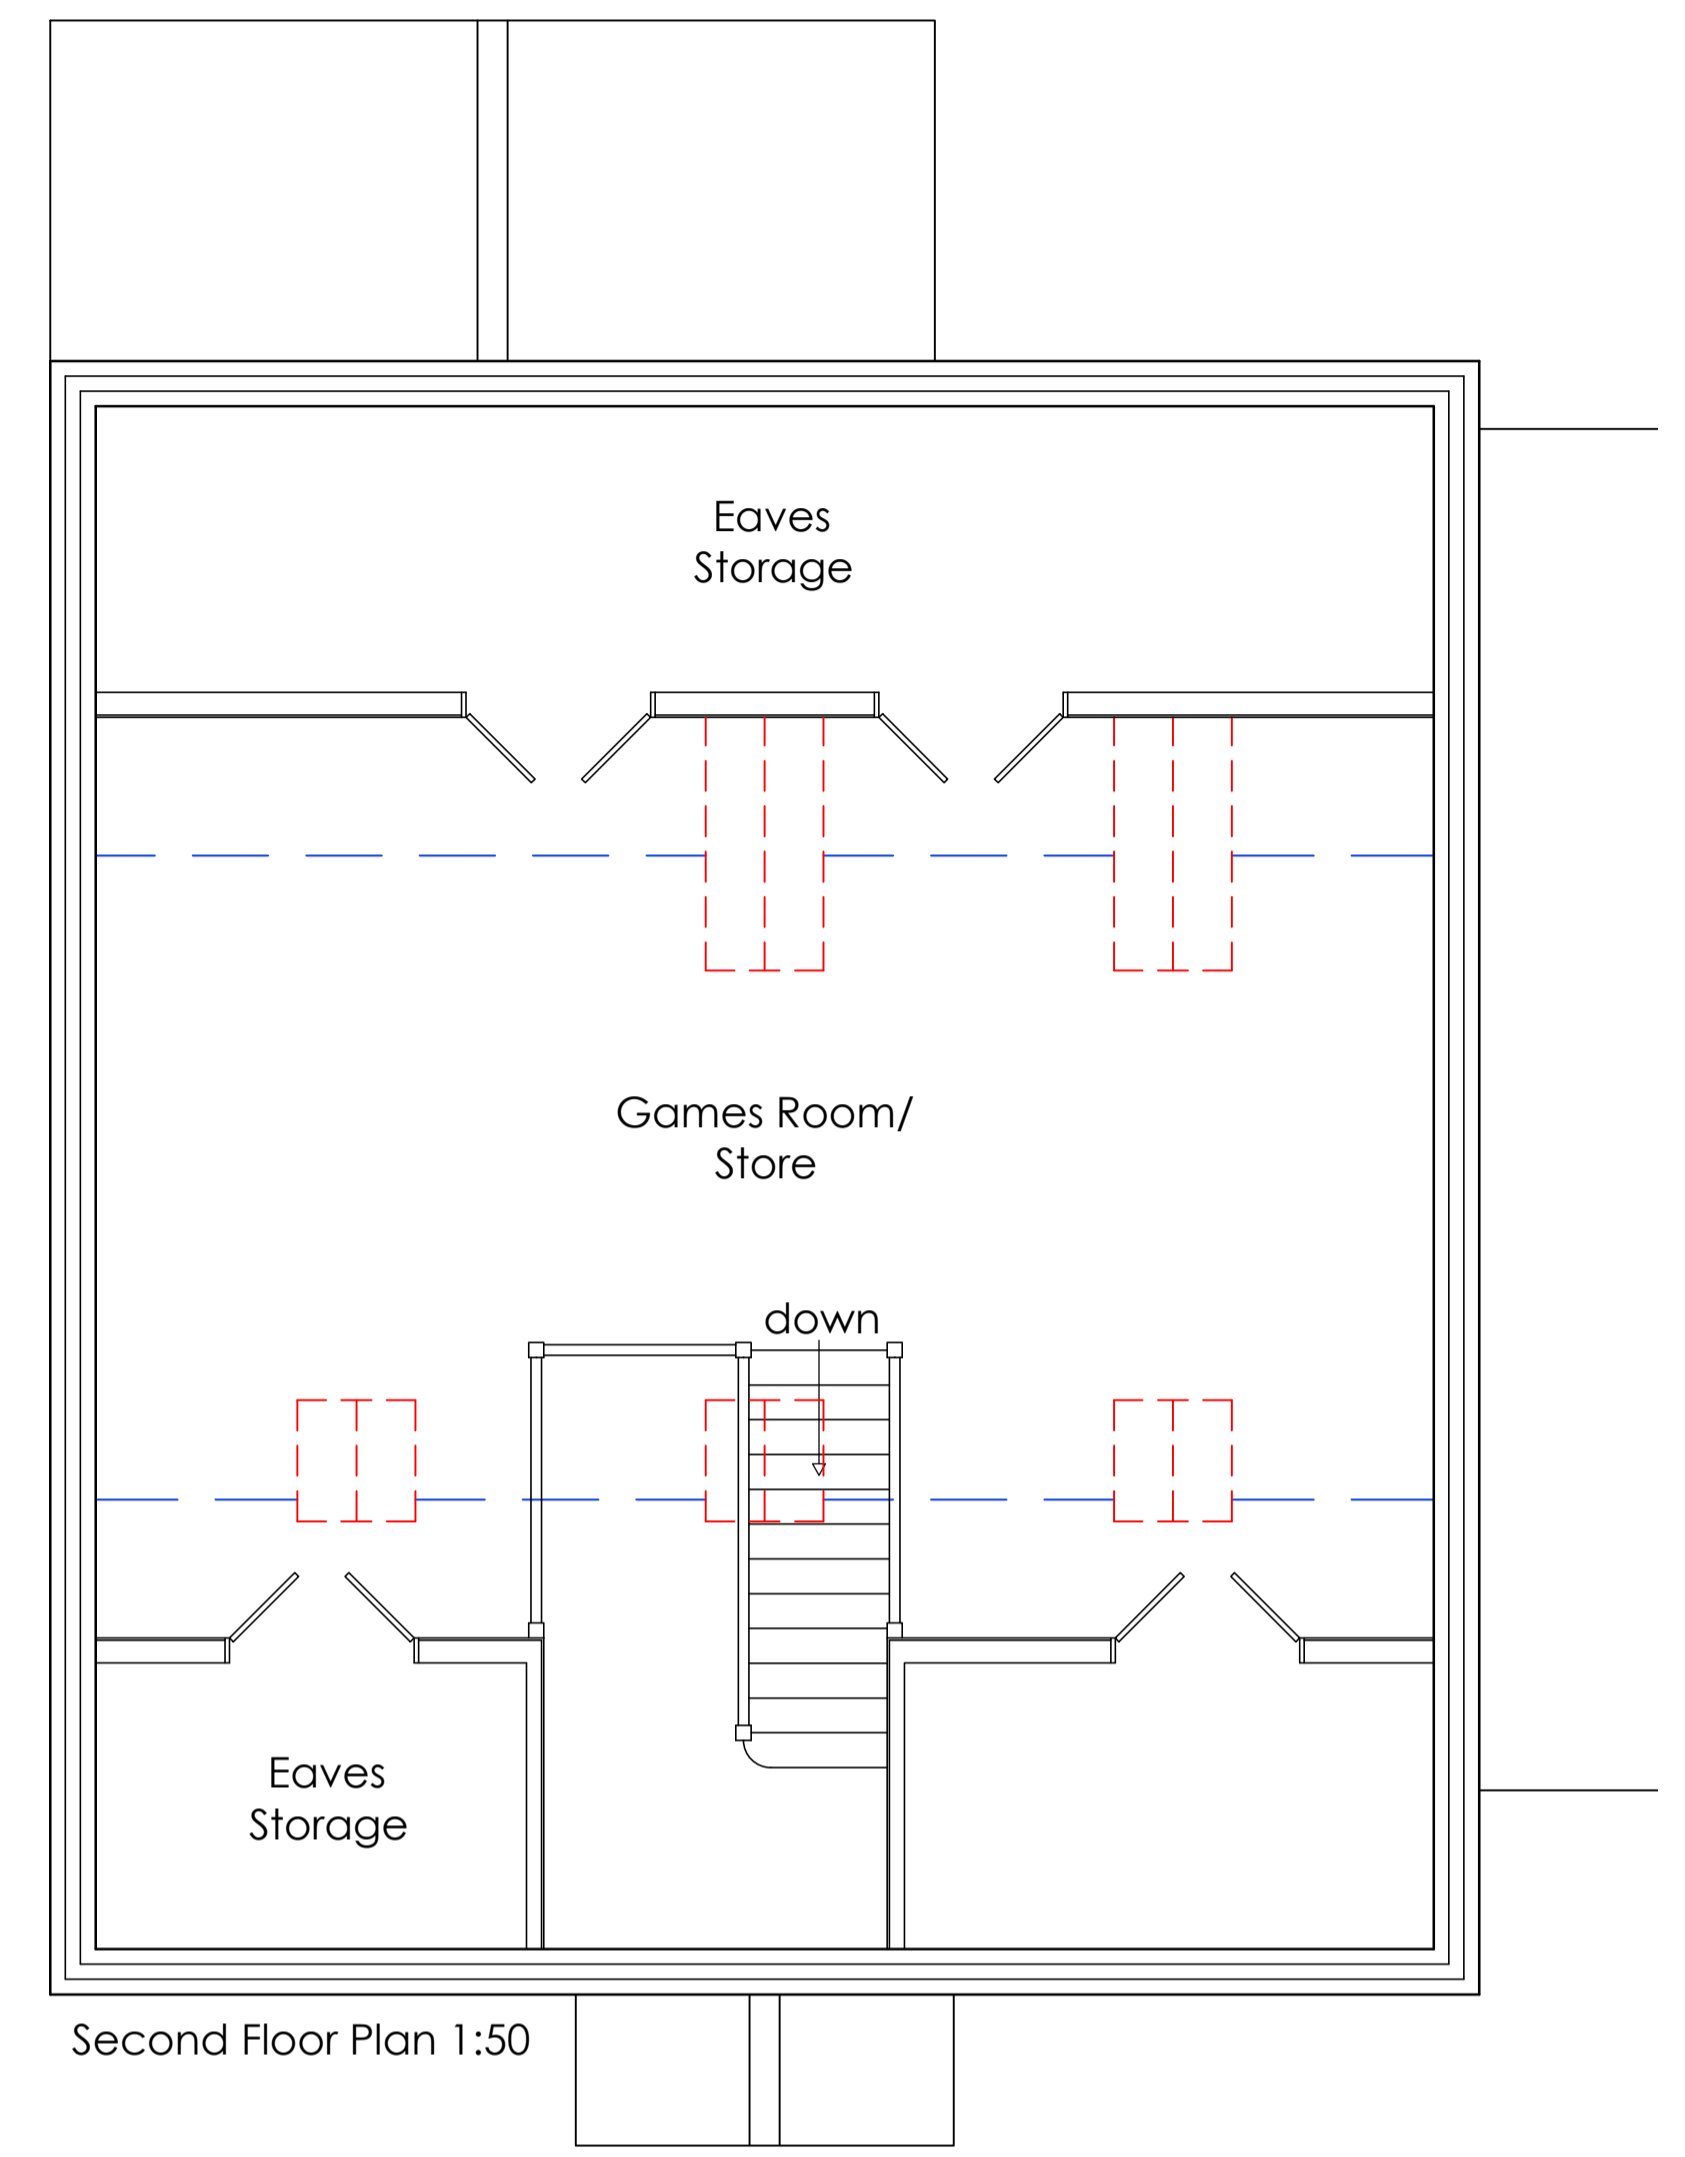 Eaves
Storage
Games Room/
Store
down
Eaves
Storage
Second Floor Plan 1:50